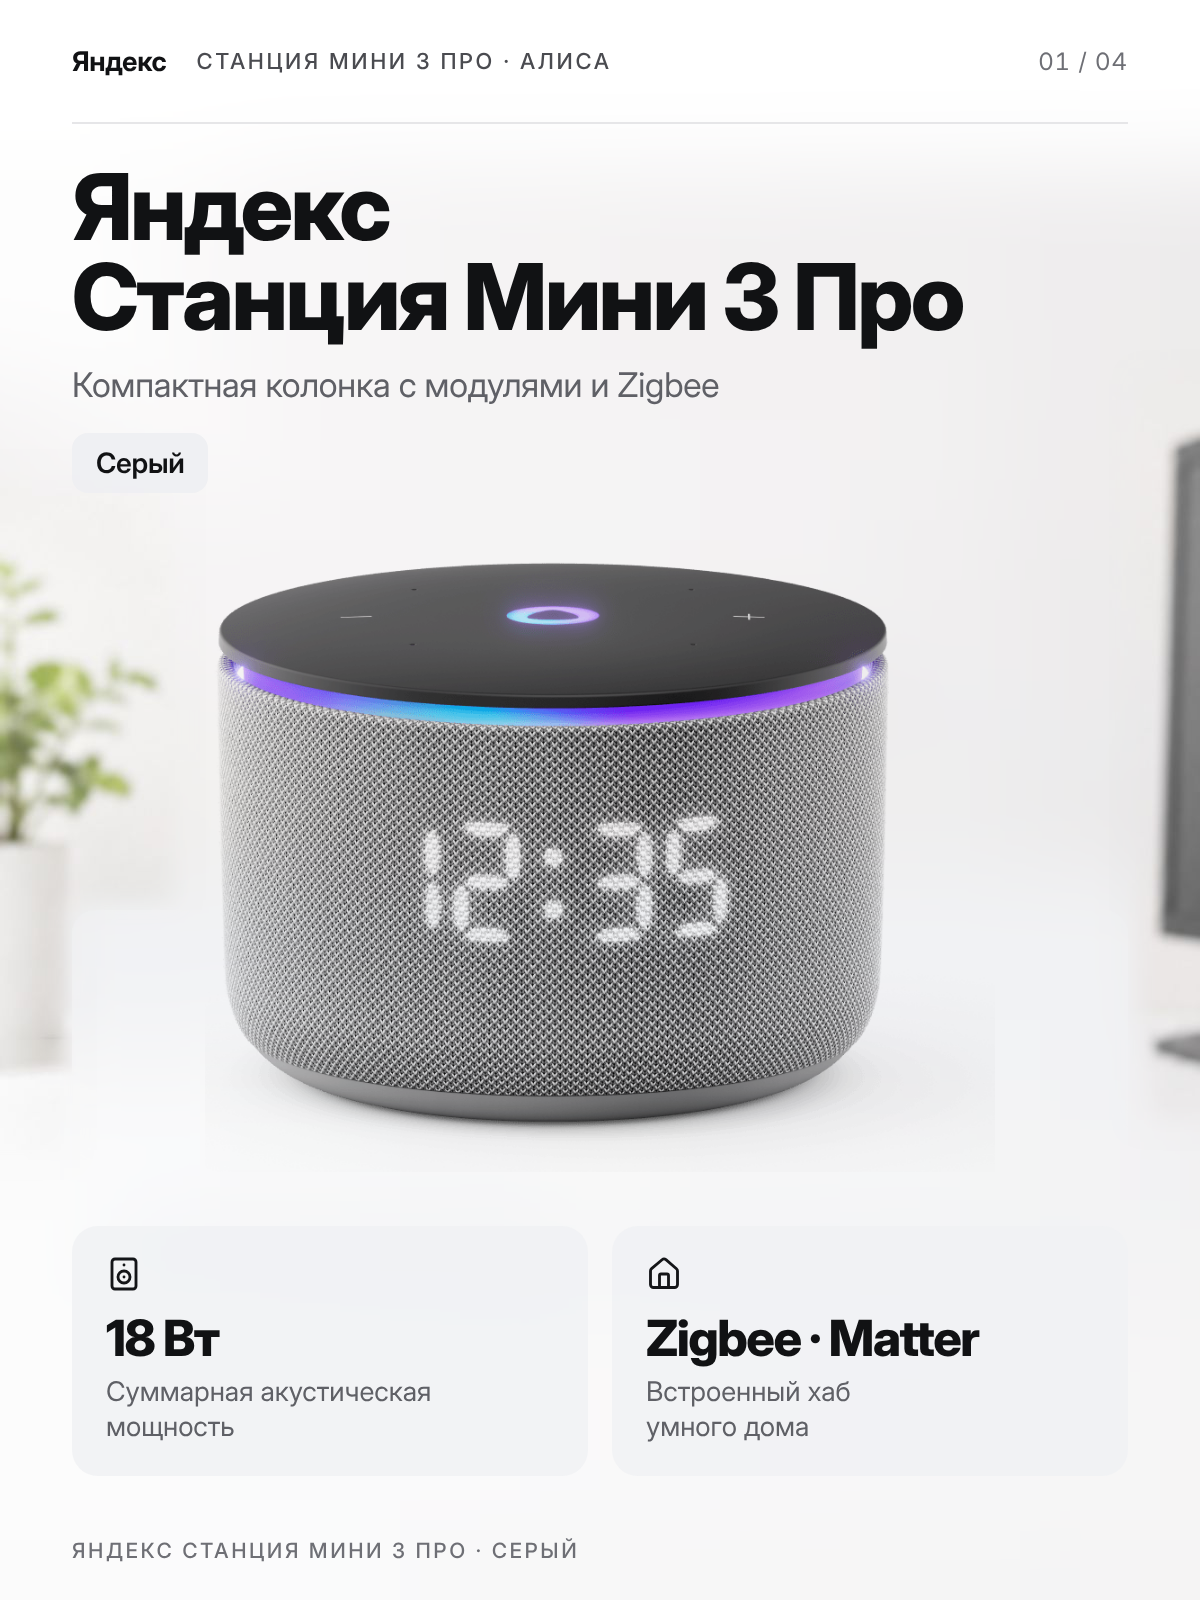 Яндекс СТАНЦИЯ МИНИ 3 ПРО · АЛИСА 01 / 04
Яндекс
Станция Мини 3 Про
Компактная колонка с модулями и Zigbee
Серый
12:35
18 Вт
Суммарная акустическая
мощность
Zigbee · Matter
Встроенный хаб
умного дома
ЯНДЕКС СТАНЦИЯ МИНИ 3 ПРО · СЕРЫЙ